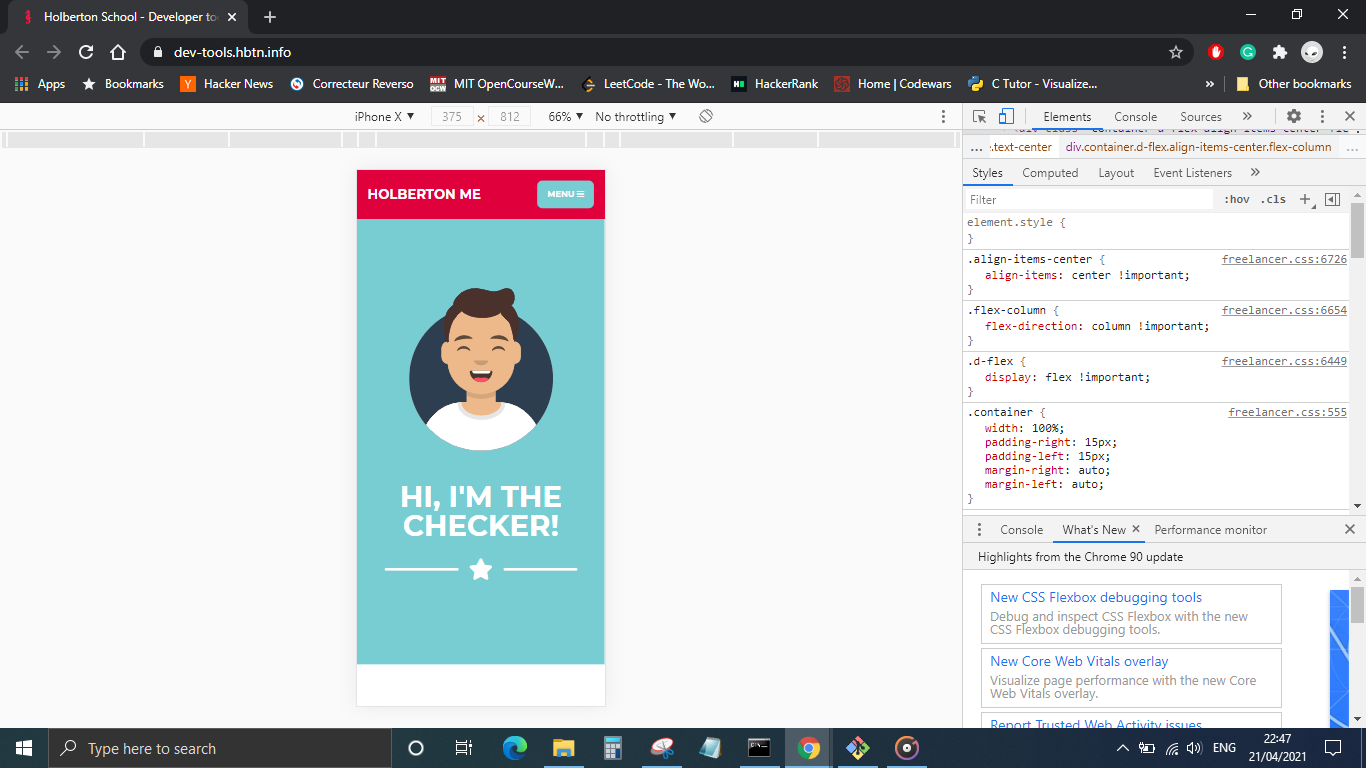 Holberton School - Developer to
dev-tools.hbtn.info
Apps Bookmarks Hacker News Correcteur Reverso MIT OpenCourseW... LeetCode - The Wo... HackerRank Home | Codewars C Tutor - Visualize... » Other bookmarks
iPhone X ▼ 375 × 812 66% ▼ No throttling ▼
Elements Console Sources »
... e.text-center div.container.d-flex.align-items-center.flex-column ...
Styles Computed Layout Event Listeners »
Filter :hov .cls +
element.style {
}
.align-items-center { freelancer.css:6726
align-items: center !important;
}
.flex-column { freelancer.css:6654
flex-direction: column !important;
}
.d-flex { freelancer.css:6449
display: flex !important;
}
.container { freelancer.css:555
width: 100%;
padding-right: 15px;
padding-left: 15px;
margin-right: auto;
margin-left: auto;
}
HOLBERTON ME
MENU
HI, I'M THE
CHECKER!
Console What's New × Performance monitor
Highlights from the Chrome 90 update
New CSS Flexbox debugging tools
Debug and inspect CSS Flexbox with the new
CSS Flexbox debugging tools.
New Core Web Vitals overlay
Visualize page performance with the new Core
Web Vitals overlay.
Report Trusted Web Activity issues
Type here to search
ENG
22:47
21/04/2021